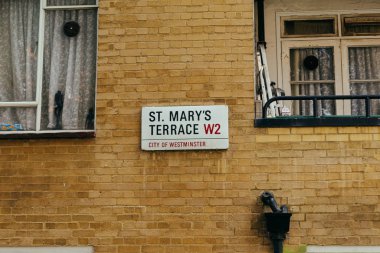 ST. MARY'S
TERRACE W2
CITY OF WESTMINSTER